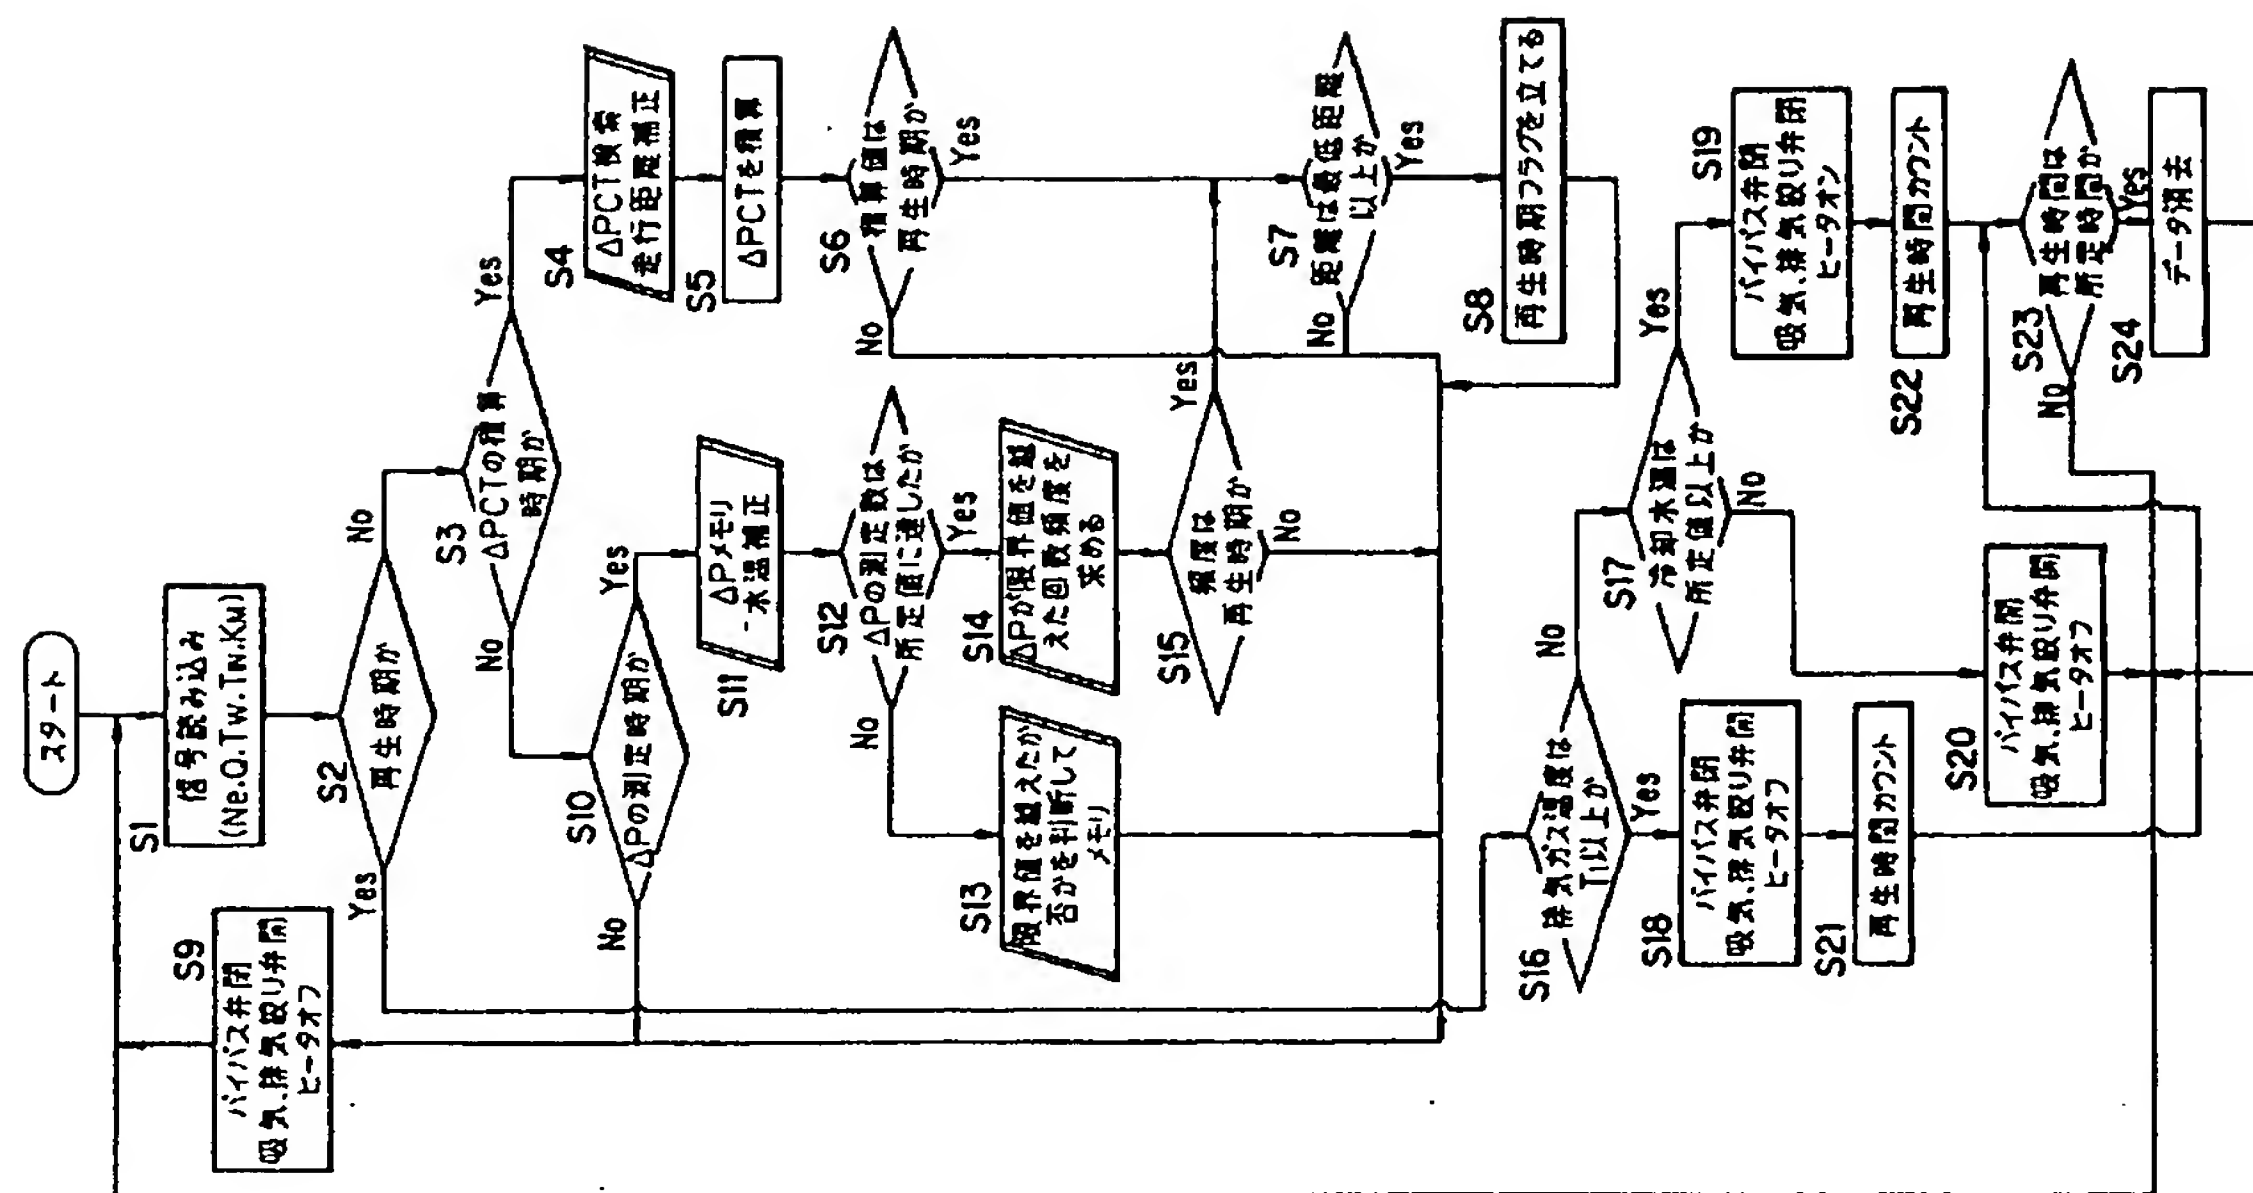 スタート
S1
信号読み込み
(Ne.Q.Tw.TN.KM)
S2
再生時期か
Yes
No
S9
バイパス弁閉
吸気、排気絞り弁開
ヒータオフ
S3
ΔPCTの積算
時期か
Yes
No
S4
ΔPCT検索
走行距離補正
S5
ΔPCTを積算
S6
積算値は
再生時期か
Yes
No
S7
距離は最低距離
以上か
Yes
No
S8
再生時期フラグを立てる
S10
ΔPの測定時期か
Yes
No
S11
ΔPメモリ
-水温補正
S12
ΔPの測定数は
所定値に達したか
Yes
No
S13
限界値を越えたか
否かを判断して
メモリ
S14
ΔPが限界値を越
えた回数頻度を
求める
S15
頻度は
再生時期か
Yes
No
S16
排気ガス温度は
T1以上か
Yes
No
S17
冷却水温は
所定値以上か
Yes
No
S18
バイパス弁閉
吸気、排気絞り弁開
ヒータオフ
S21
再生時間カウント
S19
バイパス弁閉
吸気、排気絞り弁閉
ヒータオン
S22
再生時間カウント
S20
バイパス弁開
吸気、排気絞り弁開
ヒータオフ
S23
再生時間は
所定時間か
Yes
No
S24
データ消去